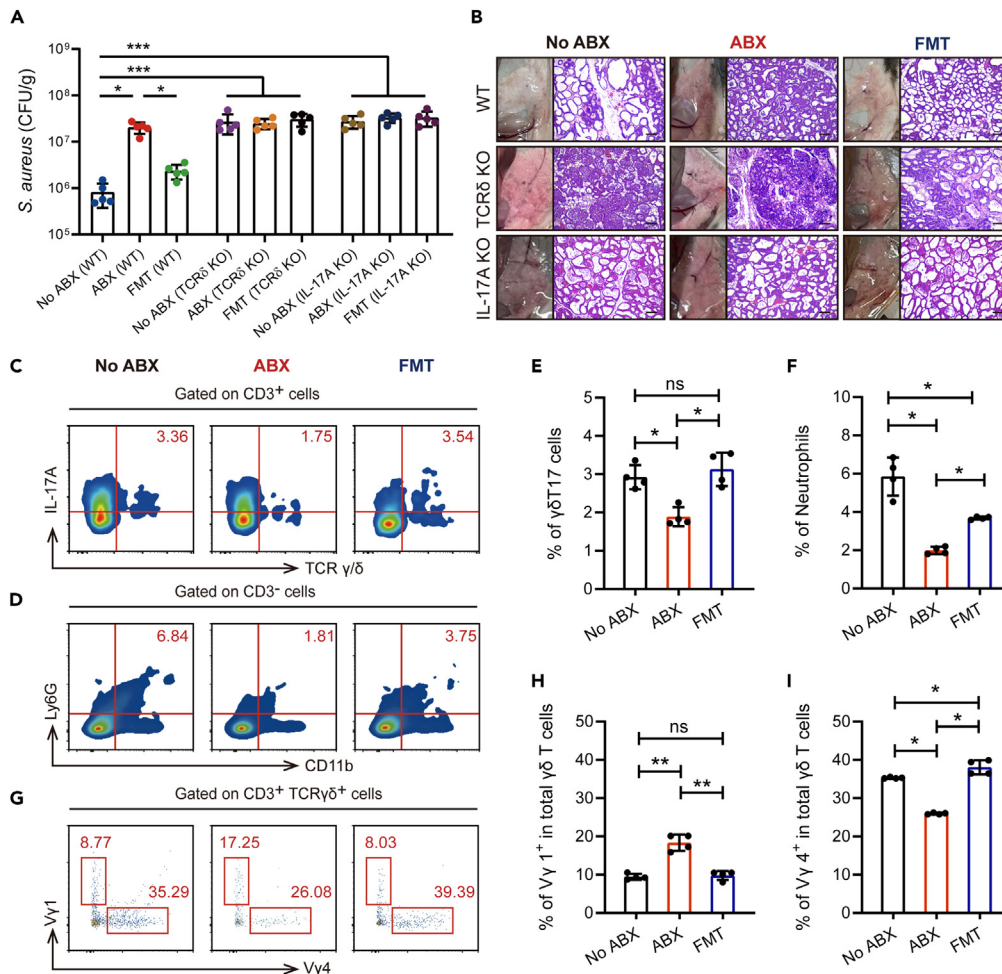 A
S. aureus (CFU/g)
10⁹
10⁸
10⁷
10⁶
10⁵
***
***
*
*
No ABX (WT)
ABX (WT)
FMT (WT)
No ABX (TCRδ KO)
ABX (TCRδ KO)
FMT (TCRδ KO)
No ABX (IL-17A KO)
ABX (IL-17A KO)
FMT (IL-17A KO)
B
No ABX
ABX
FMT
WT
TCRδ KO
IL-17A KO
C
No ABX
ABX
FMT
Gated on CD3⁺ cells
3.36
1.75
3.54
IL-17A
TCR γ/δ
D
Gated on CD3⁻ cells
6.84
1.81
3.75
Ly6G
CD11b
G
Gated on CD3⁺ TCRγδ⁺ cells
8.77
35.29
17.25
26.08
8.03
39.39
Vγ1
Vγ4
E
% of γδT17 cells
5
4
3
2
1
0
ns
*
*
No ABX
ABX
FMT
F
% of Neutrophils
10
8
6
4
2
0
*
*
*
No ABX
ABX
FMT
H
% of Vγ 1⁺ in total γδ T cells
50
40
30
20
10
0
ns
**
**
No ABX
ABX
FMT
I
% of Vγ 4⁺ in total γδ T cells
50
40
30
20
10
0
*
*
*
No ABX
ABX
FMT